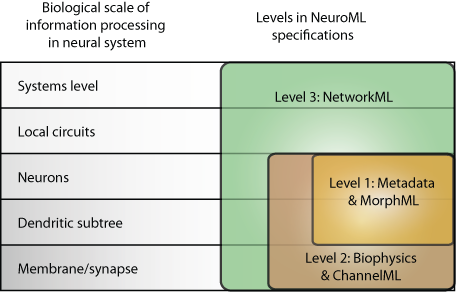 Biological scale of
information processing
in neural system
Levels in NeuroML
specifications
Systems level
Level 3: NetworkML
Local circuits
Neurons
Level 1: Metadata
& MorphML
Dendritic subtree
Membrane/synapse
Level 2: Biophysics
& ChannelML